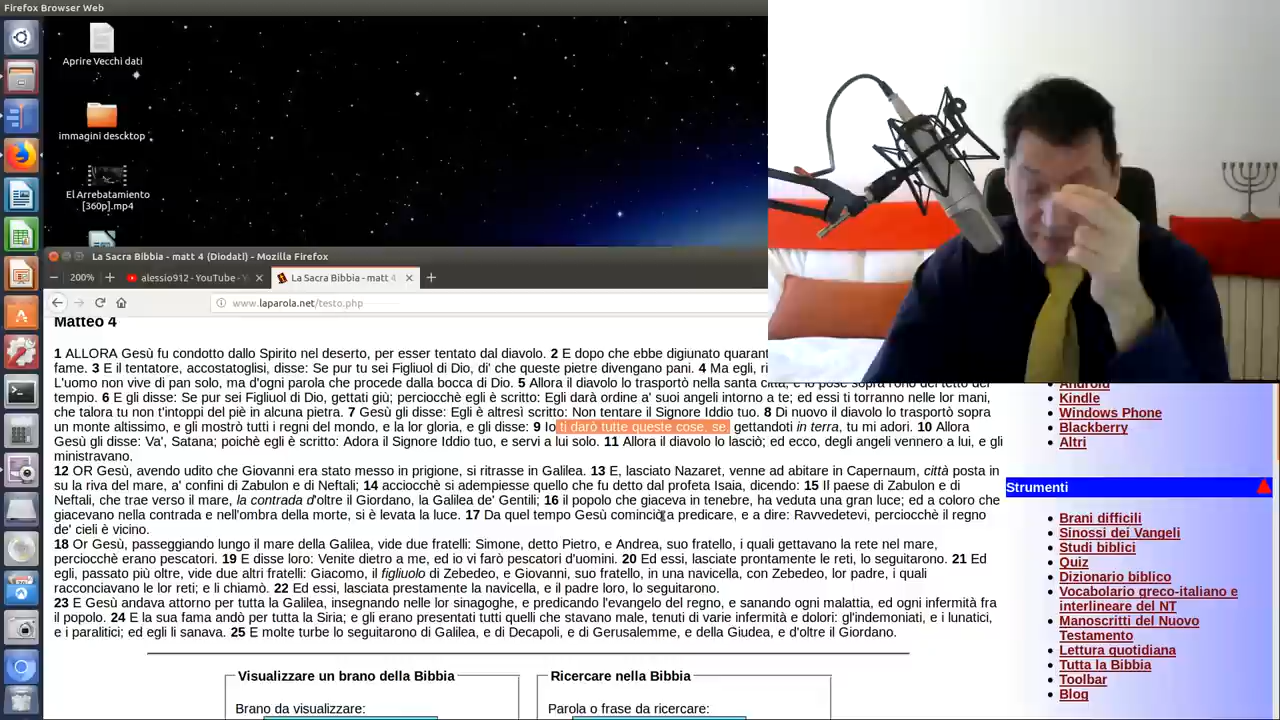 Firefox Browser Web
Aprire Vecchi dati
immagini descktop
El Arrebatamiento
[360p].mp4
La Sacra Bibbia - matt 4 (Diodati) - Mozilla Firefox
200%
alessio912 - YouTube -
La Sacra Bibbia - matt 4
www.laparola.net/testo.php
Matteo 4
1 ALLORA Gesù fu condotto dallo Spirito nel deserto, per esser tentato dal diavolo. 2 E dopo che ebbe digiunato quarant
fame. 3 E il tentatore, accostatoglisi, disse: Se pur tu sei Figliuol di Dio, di' che queste pietre divengano pani. 4 Ma egli, ri
L'uomo non vive di pan solo, ma d'ogni parola che procede dalla bocca di Dio. 5 Allora il diavolo lo trasportò nella santa città, e lo pose sopra l'orlo del tetto del
tempio. 6 E gli disse: Se pur sei Figliuol di Dio, gettati giù; perciocchè egli è scritto: Egli darà ordine a' suo angeli intorno a te; ed essi ti torranno nelle lor mani,
che talora tu non t'intoppi del piè in alcuna pietra. 7 Gesù gli disse: Egli è altresì scritto: Non tentare il Signore Iddio tuo. 8 Di nuovo il diavolo lo trasportò sopra
un monte altissimo, e gli mostrò tutti i regni del mondo, e la lor gloria, e gli disse: 9 Io ti darò tutte queste cose, se, gettandoti in terra, tu mi adori. 10 Allora
Gesù gli disse: Va', Satana; poichè egli è scritto: Adora il Signore Iddio tuo, e servi a lui solo. 11 Allora il diavolo lo lasciò; ed ecco, degli angeli vennero a lui, e gli
ministravano.
12 OR Gesù, avendo udito che Giovanni era stato messo in prigione, si ritrasse in Galilea. 13 E, lasciato Nazaret, venne ad abitare in Capernaum, città posta in
su la riva del mare, a' confini di Zabulon e di Neftali; 14 acciocchè si adempiesse quello che fu detto dal profeta Isaia, dicendo: 15 Il paese di Zabulon e di
Neftali, che trae verso il mare, la contrada d'oltre il Giordano, la Galilea de' Gentili; 16 il popolo che giaceva in tenebre, ha veduta una gran luce; ed a coloro che
giacevano nella contrada e nell'ombra della morte, si è levata la luce. 17 Da quel tempo Gesù cominciò a predicare, e a dire: Ravvedetevi, perciocchè il regno
de' cieli è vicino.
18 Or Gesù, passeggiando lungo il mare della Galilea, vide due fratelli: Simone, detto Pietro, e Andrea, suo fratello, i quali gettavano la rete nel mare,
perciocchè erano pescatori. 19 E disse loro: Venite dietro a me, ed io vi farò pescatori d'uomini. 20 Ed essi, lasciate prontamente le reti, lo seguitarono. 21 Ed
egli, passato più oltre, vide due altri fratelli: Giacomo, il figliuolo di Zebedeo, e Giovanni, suo fratello, in una navicella, con Zebedeo, lor padre, i quali
racconciavano le lor reti; e li chiamò. 22 Ed essi, lasciata prestamente la navicella, e il padre loro, lo seguitarono.
23 E Gesù andava attorno per tutta la Galilea, insegnando nelle lor sinagoghe, e predicando l'evangelo del regno, e sanando ogni malattia, ed ogni infermità fra
il popolo. 24 E la sua fama andò per tutta la Siria; e gli erano presentati tutti quelli che stavano male, tenuti di varie infermità e dolori: gl'indemoniati, e i lunatici,
e i paralitici; ed egli li sanava. 25 E molte turbe lo seguitarono di Galilea, e di Decapoli, e di Gerusalemme, e della Giudea, e d'oltre il Giordano.
Visualizzare un brano della Bibbia
Brano da visualizzare:
Ricercare nella Bibbia
Parola o frase da ricercare:
Android
Kindle
Windows Phone
Blackberry
Altri
Strumenti
Brani difficili
Sinossi dei Vangeli
Studi biblici
Quiz
Dizionario biblico
Vocabolario greco-italiano e
interlineare del NT
Manoscritti del Nuovo
Testamento
Lettura quotidiana
Tutta la Bibbia
Toolbar
Blog